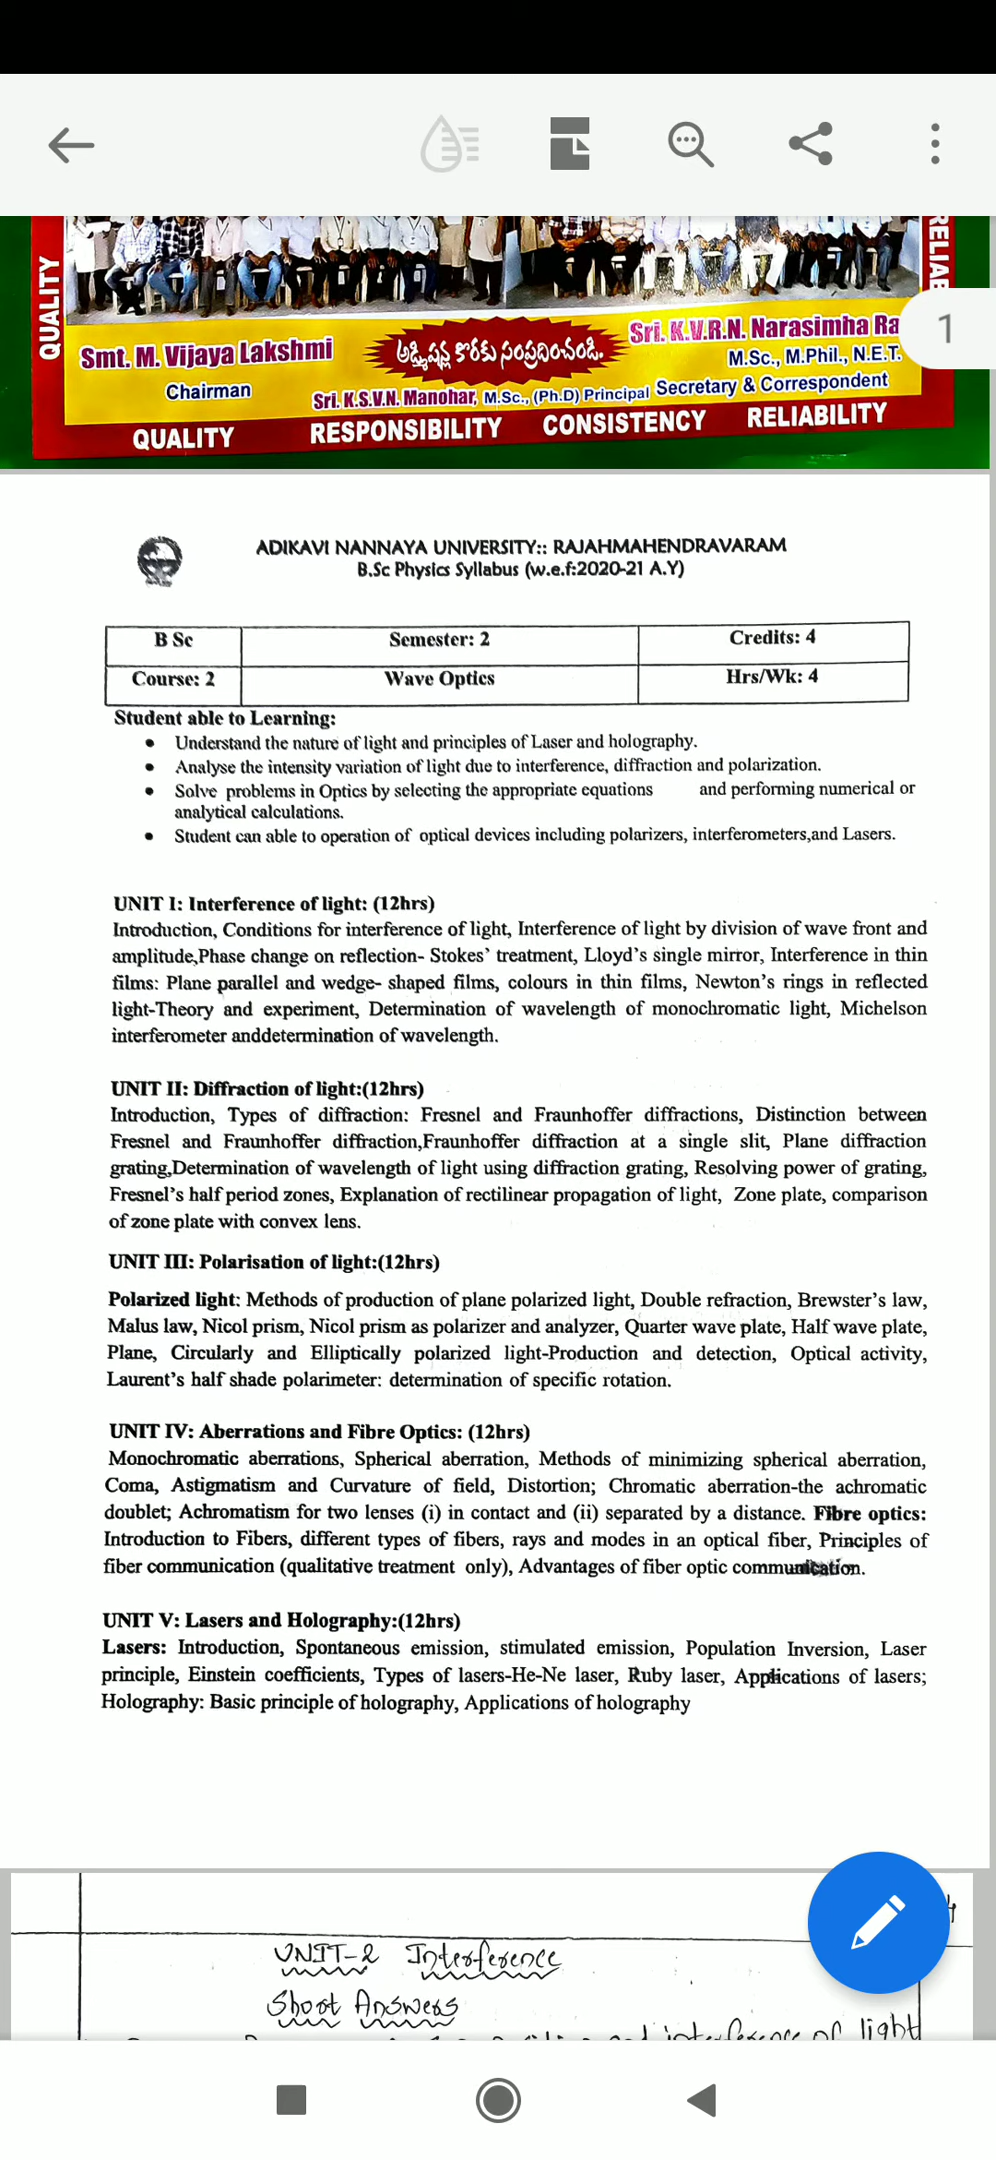 QUALITY
RELIAB
1
Smt. M. Vijaya Lakshmi
Chairman
అడ్మిషన్ల కొరకు సంప్రదించండి.
Sri. K.V.R.N. Narasimha Ra
M.Sc., M.Phil., N.E.T.
Secretary & Correspondent
Sri. K.S.V.N. Manohar, M.Sc., (Ph.D) Principal
QUALITY RESPONSIBILITY CONSISTENCY RELIABILITY
ADIKAVI NANNAYA UNIVERSITY:: RAJAHMAHENDRAVARAM
B.Sc Physics Syllabus (w.e.f:2020-21 A.Y)
B Sc Semester: 2 Credits: 4
Course: 2 Wave Optics Hrs/Wk: 4
Student able to Learning:
• Understand the nature of light and principles of Laser and holography.
• Analyse the intensity variation of light due to interference, diffraction and polarization.
• Solve problems in Optics by selecting the appropriate equations and performing numerical or
analytical calculations.
• Student can able to operation of optical devices including polarizers, interferometers,and Lasers.
UNIT I: Interference of light: (12hrs)
Introduction, Conditions for interference of light, Interference of light by division of wave front and
amplitude,Phase change on reflection- Stokes' treatment, Lloyd's single mirror, Interference in thin
films: Plane parallel and wedge- shaped films, colours in thin films, Newton's rings in reflected
light-Theory and experiment, Determination of wavelength of monochromatic light, Michelson
interferometer anddetermination of wavelength.
UNIT II: Diffraction of light:(12hrs)
Introduction, Types of diffraction: Fresnel and Fraunhoffer diffractions, Distinction between
Fresnel and Fraunhoffer diffraction,Fraunhoffer diffraction at a single slit, Plane diffraction
grating,Determination of wavelength of light using diffraction grating, Resolving power of grating,
Fresnel's half period zones, Explanation of rectilinear propagation of light, Zone plate, comparison
of zone plate with convex lens.
UNIT III: Polarisation of light:(12hrs)
Polarized light: Methods of production of plane polarized light, Double refraction, Brewster's law,
Malus law, Nicol prism, Nicol prism as polarizer and analyzer, Quarter wave plate, Half wave plate,
Plane, Circularly and Elliptically polarized light-Production and detection, Optical activity,
Laurent's half shade polarimeter: determination of specific rotation.
UNIT IV: Aberrations and Fibre Optics: (12hrs)
Monochromatic aberrations, Spherical aberration, Methods of minimizing spherical aberration,
Coma, Astigmatism and Curvature of field, Distortion; Chromatic aberration-the achromatic
doublet; Achromatism for two lenses (i) in contact and (ii) separated by a distance. Fibre optics:
Introduction to Fibers, different types of fibers, rays and modes in an optical fiber, Principles of
fiber communication (qualitative treatment only), Advantages of fiber optic communication.
UNIT V: Lasers and Holography:(12hrs)
Lasers: Introduction, Spontaneous emission, stimulated emission, Population Inversion, Laser
principle, Einstein coefficients, Types of lasers-He-Ne laser, Ruby laser, Applications of lasers;
Holography: Basic principle of holography, Applications of holography
UNIT-2 Interference
Short Answers
interference of light